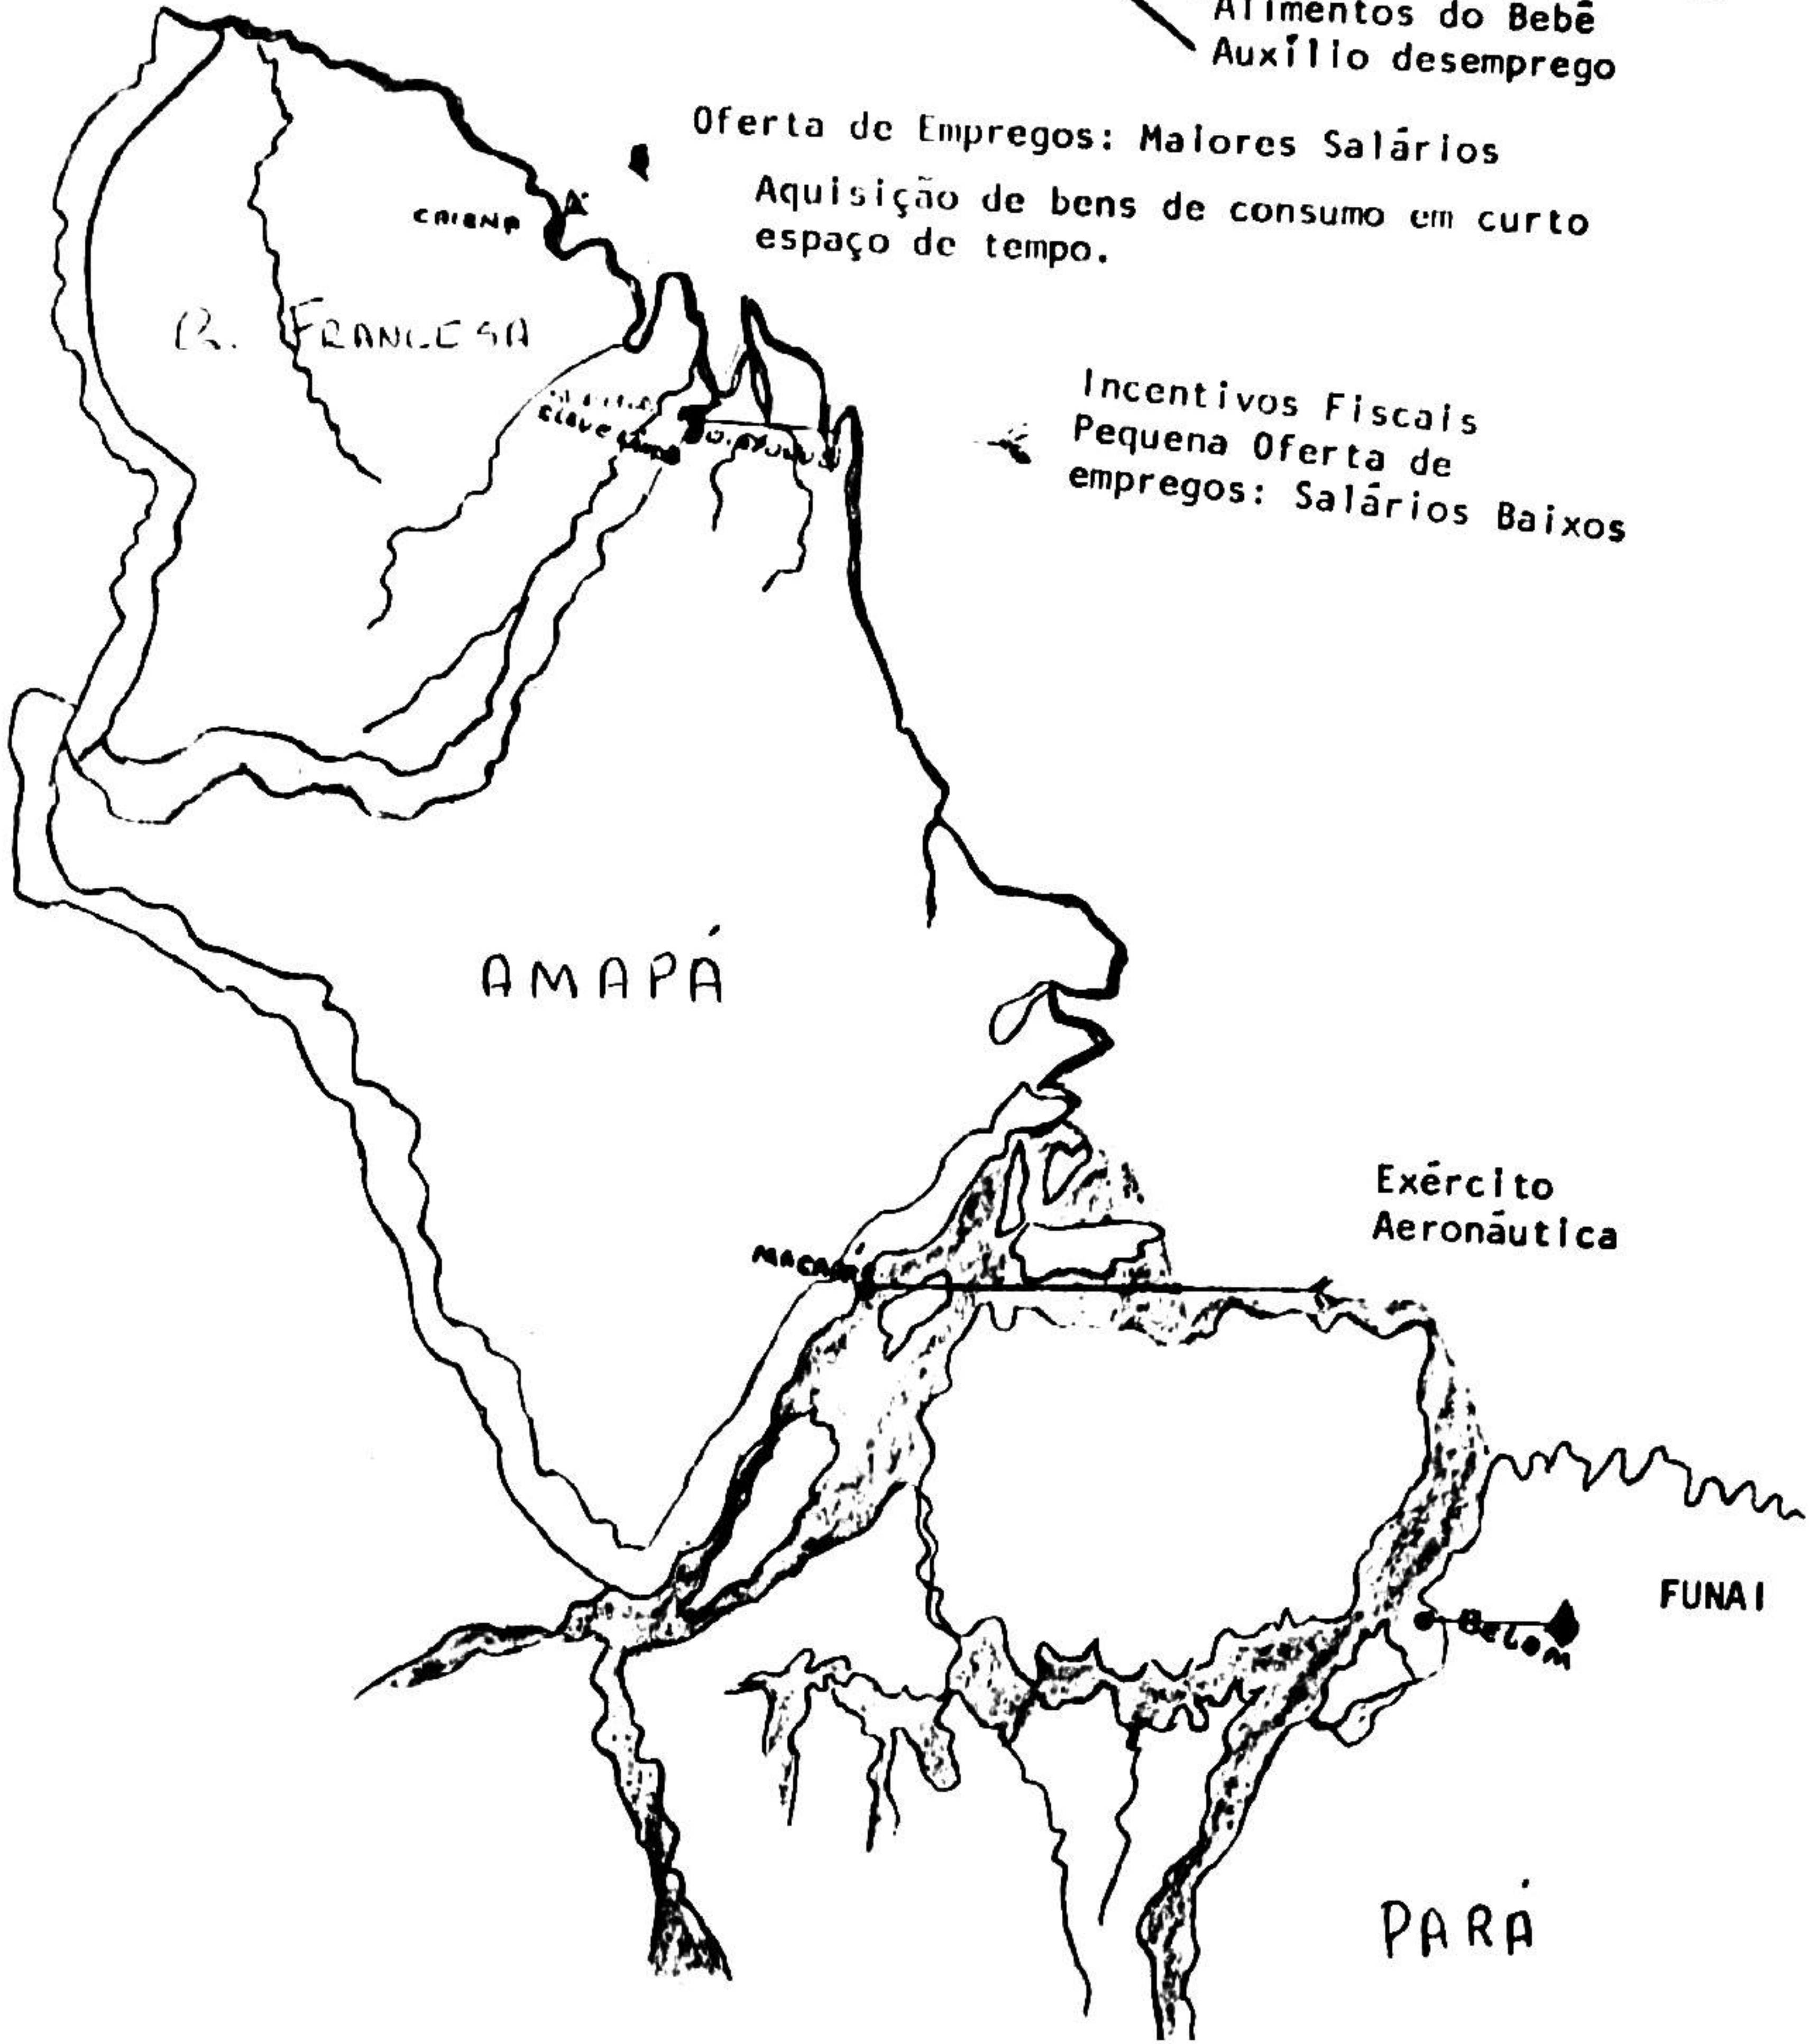 Alimentos do Bebê
Auxílio desemprego
Oferta de Empregos: Maiores Salários
Aquisição de bens de consumo em curto
espaço de tempo.
CAIENA
G. FRANCESA
Incentivos Fiscais
Pequena Oferta de
empregos: Salários Baixos
AMAPÁ
Exército
Aeronáutica
MACAPÁ
FUNAI
Belém
PARÁ